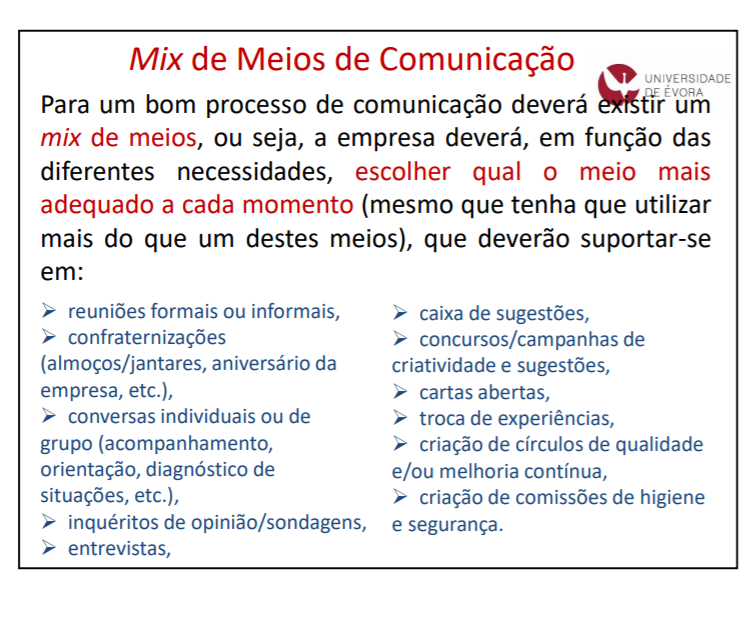 Mix de Meios de Comunicação
UNIVERSIDADE
DE ÉVORA
Para um bom processo de comunicação deverá existir um
mix de meios, ou seja, a empresa deverá, em função das
diferentes necessidades, escolher qual o meio mais
adequado a cada momento (mesmo que tenha que utilizar
mais do que um destes meios), que deverão suportar-se
em:
➢ reuniões formais ou informais,
➢ confraternizações
(almoços/jantares, aniversário da
empresa, etc.),
➢ conversas individuais ou de
grupo (acompanhamento,
orientação, diagnóstico de
situações, etc.),
➢ inquéritos de opinião/sondagens,
➢ entrevistas,
➢ caixa de sugestões,
➢ concursos/campanhas de
criatividade e sugestões,
➢ cartas abertas,
➢ troca de experiências,
➢ criação de círculos de qualidade
e/ou melhoria contínua,
➢ criação de comissões de higiene
e segurança.